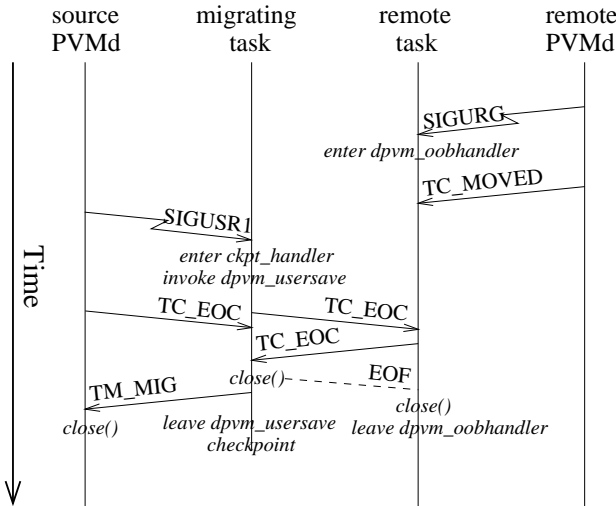 source PVMd
migrating task
remote task
remote PVMd
SIGURG
enter dpvm_oobhandler
TC_MOVED
SIGUSR1
enter ckpt_handler
invoke dpvm_usersave
Time
TC_EOC
TC_EOC
TC_EOC
close()
EOF
TM_MIG
close()
close()
leave dpvm_usersave
leave dpvm_oobhandler
checkpoint